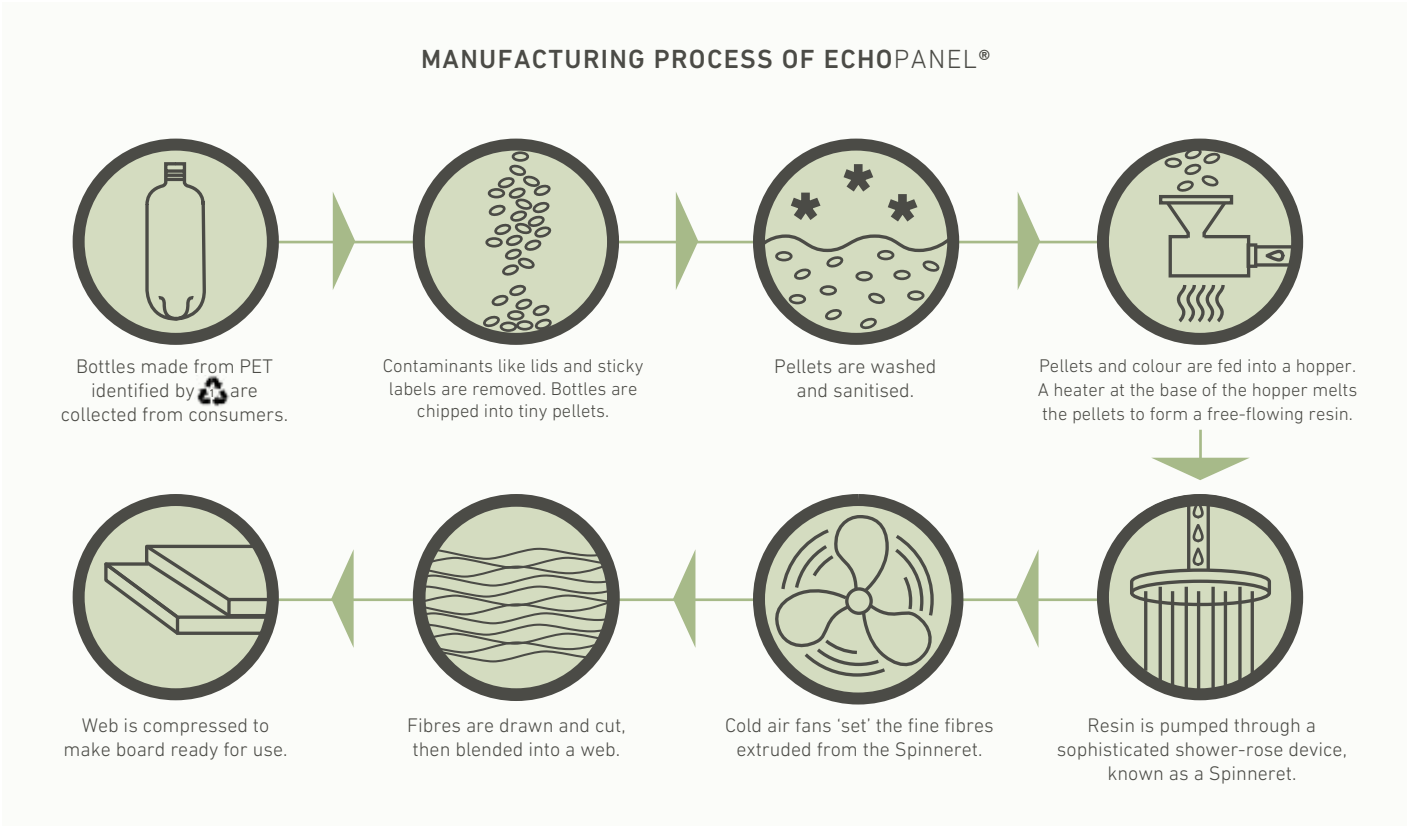 MANUFACTURING PROCESS OF ECHOPANEL®
Bottles made from PET
identified by 1 are
collected from consumers.
Contaminants like lids and sticky
labels are removed. Bottles are
chipped into tiny pellets.
Pellets are washed
and sanitised.
Pellets and colour are fed into a hopper.
A heater at the base of the hopper melts
the pellets to form a free-flowing resin.
Resin is pumped through a
sophisticated shower-rose device,
known as a Spinneret.
Cold air fans ‘set’ the fine fibres
extruded from the Spinneret.
Fibres are drawn and cut,
then blended into a web.
Web is compressed to
make board ready for use.